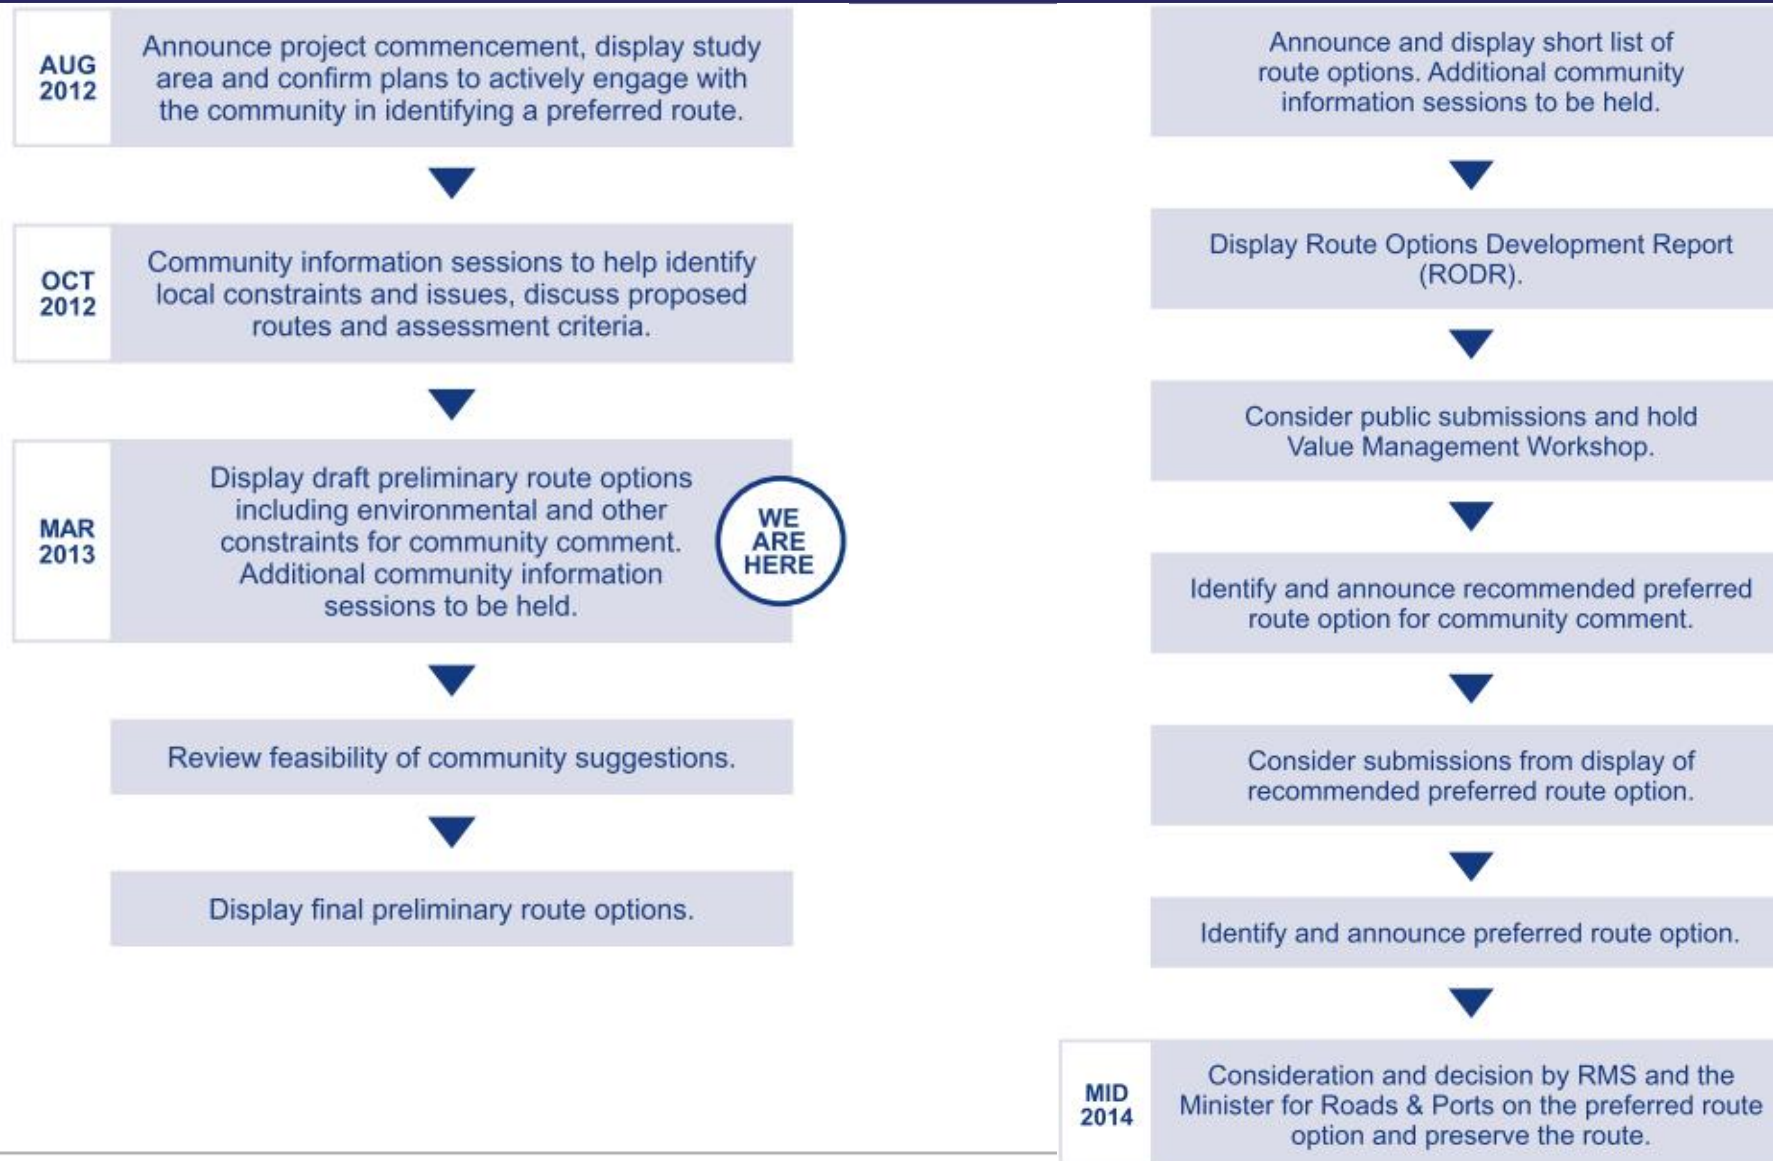 AUG
2012
Announce project commencement, display study
area and confirm plans to actively engage with
the community in identifying a preferred route.
OCT
2012
Community information sessions to help identify
local constraints and issues, discuss proposed
routes and assessment criteria.
MAR
2013
Display draft preliminary route options
including environmental and other
constraints for community comment.
Additional community information
sessions to be held.
WE
ARE
HERE
Review feasibility of community suggestions.
Display final preliminary route options.
Announce and display short list of
route options. Additional community
information sessions to be held.
Display Route Options Development Report
(RODR).
Consider public submissions and hold
Value Management Workshop.
Identify and announce recommended preferred
route option for community comment.
Consider submissions from display of
recommended preferred route option.
Identify and announce preferred route option.
MID
2014
Consideration and decision by RMS and the
Minister for Roads & Ports on the preferred route
option and preserve the route.